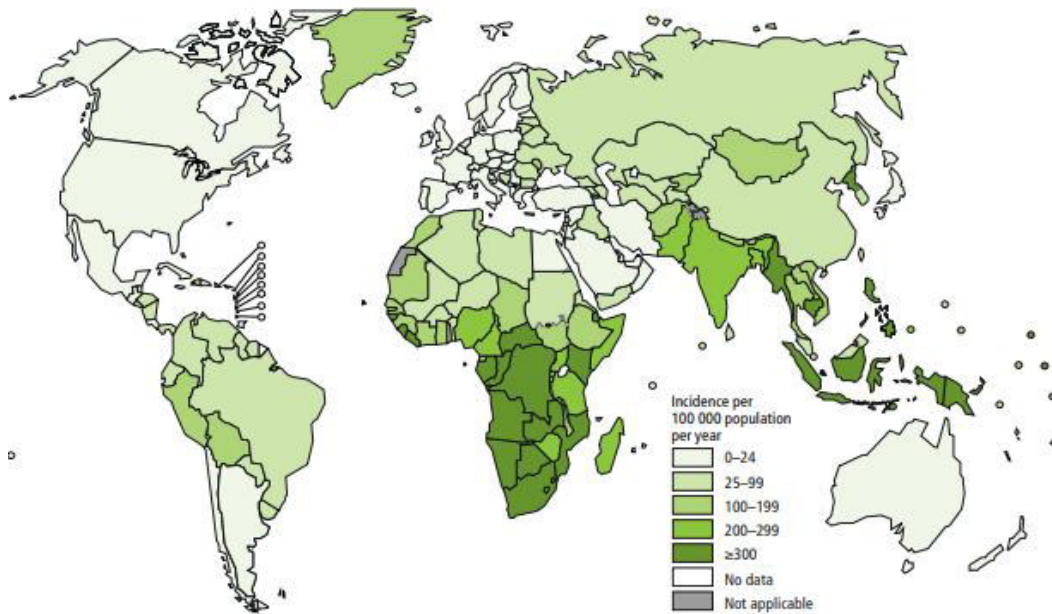 Incidence per
100 000 population
per year
0–24
25–99
100–199
200–299
≥300
No data
Not applicable